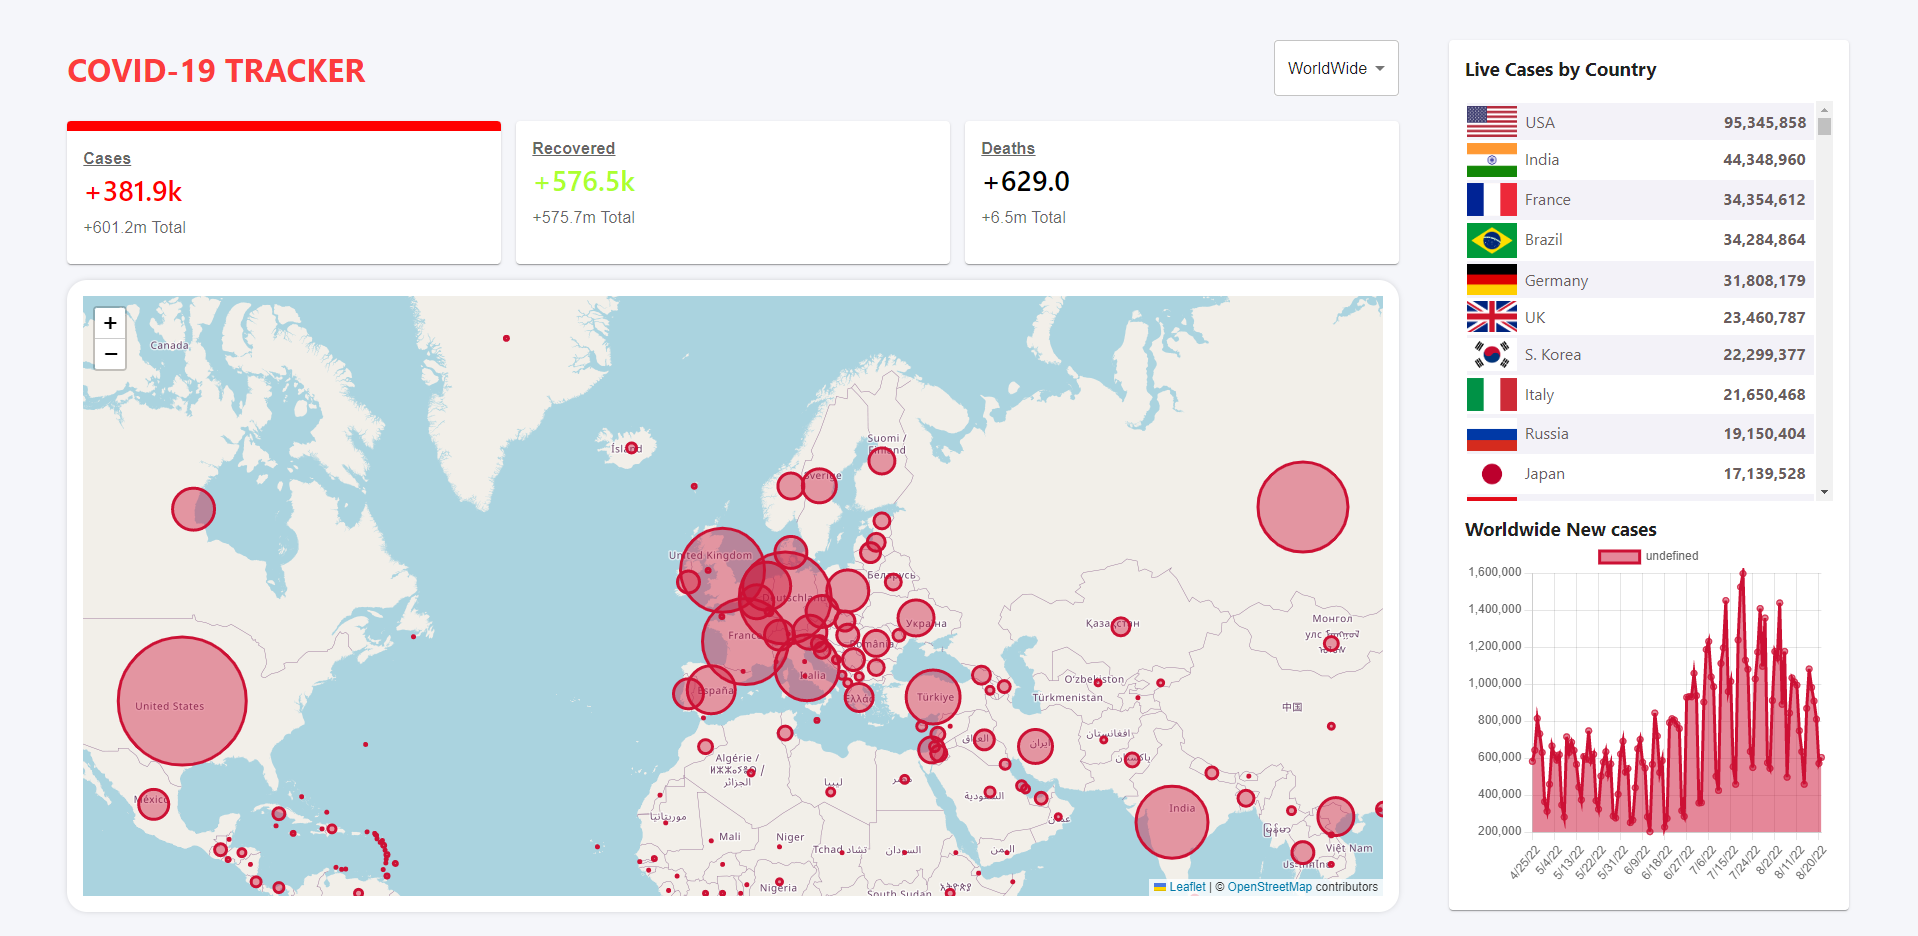 COVID-19 TRACKER
WorldWide
Cases
+381.9k
+601.2m Total
Recovered
+576.5k
+575.7m Total
Deaths
+629.0
+6.5m Total
+
−
Canada
Ísland
Suomi /
Finland
Sverige
United Kingdom
Беларусь
Deutschland
France
Україна
România
Italia
España
Ελλάς
Türkiye
Қазақстан
Монгол
улс
O'zbekiston
Türkmenistan
中国
United States
México
افغانستان
ایران
العراق
پاکستان
Algérie /
ⵍⵣⵣⴰⵢⴻⵔ /
الجزائر
ليبيا
مصر
السعودية
عمان
India
موريتانيا
Mali
Niger
Tchad تشاد
السودان
اليمن
Việt Nam
Nigeria
South Sudan
Leaflet | © OpenStreetMap contributors
Live Cases by Country
USA 95,345,858
India 44,348,960
France 34,354,612
Brazil 34,284,864
Germany 31,808,179
UK 23,460,787
S. Korea 22,299,377
Italy 21,650,468
Russia 19,150,404
Japan 17,139,528
Worldwide New cases
undefined
1,600,000
1,400,000
1,200,000
1,000,000
800,000
600,000
400,000
200,000
4/25/22
5/4/22
5/13/22
5/22/22
5/31/22
6/9/22
6/18/22
6/27/22
7/6/22
7/15/22
7/24/22
8/2/22
8/11/22
8/20/22